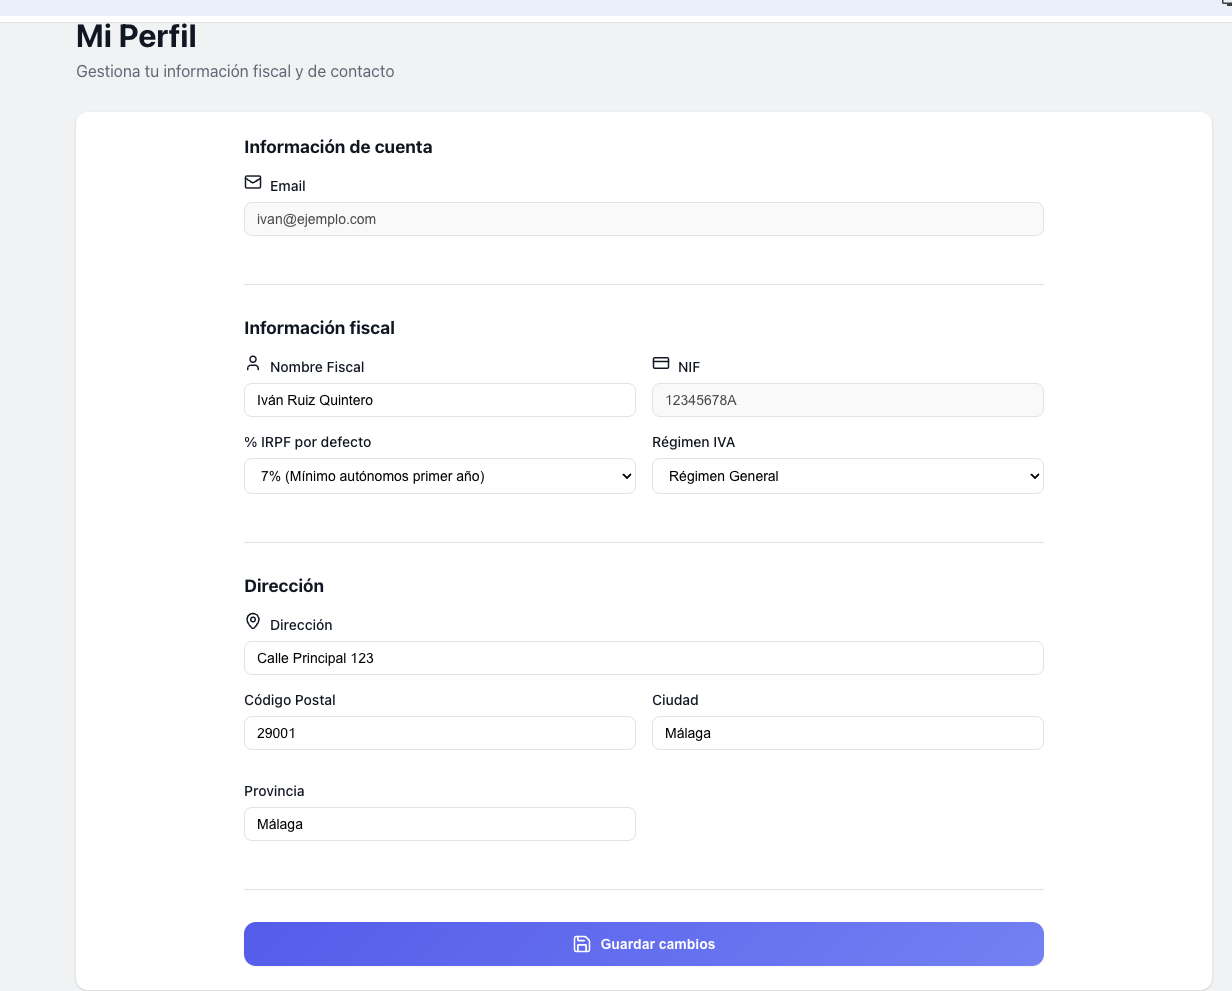 Mi Perfil
Gestiona tu información fiscal y de contacto
Información de cuenta
Email
ivan@ejemplo.com
Información fiscal
Nombre Fiscal
NIF
Iván Ruiz Quintero
12345678A
% IRPF por defecto
Régimen IVA
7% (Mínimo autónomos primer año)
Régimen General
Dirección
Dirección
Calle Principal 123
Código Postal
Ciudad
29001
Málaga
Provincia
Málaga
Guardar cambios